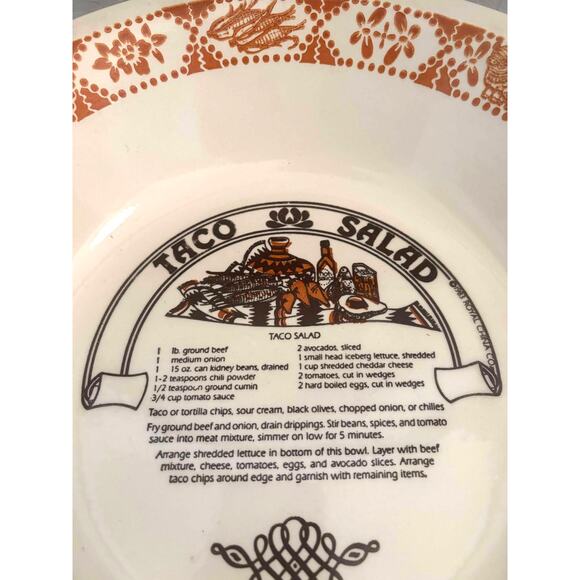 TACO SALAD
©1983 ROYAL CHINA CO.
TACO SALAD
1 lb. ground beef
1 medium onion
1 15 oz. can kidney beans, drained
1-2 teaspoons chili powder
1/2 teaspoon ground cumin
3/4 cup tomato sauce
2 avocados, sliced
1 small head iceberg lettuce, shredded
1 cup shredded cheddar cheese
2 tomatoes, cut in wedges
2 hard boiled eggs, cut in wedges
Taco or tortilla chips, sour cream, black olives, chopped onion, or chilies
Fry ground beef and onion, drain drippings. Stir beans, spices, and tomato
sauce into meat mixture, simmer on low for 5 minutes.
Arrange shredded lettuce in bottom of this bowl. Layer with beef
mixture, cheese, tomatoes, eggs, and avocado slices. Arrange
taco chips around edge and garnish with remaining items.